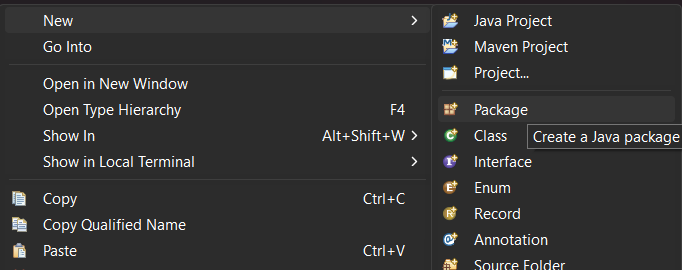 New
Go Into
Open in New Window
Open Type Hierarchy F4
Show In Alt+Shift+W
Show in Local Terminal
Copy Ctrl+C
Copy Qualified Name
Paste Ctrl+V
Java Project
Maven Project
Project...
Package
Class
Create a Java package
Interface
Enum
Record
Annotation
Source Folder